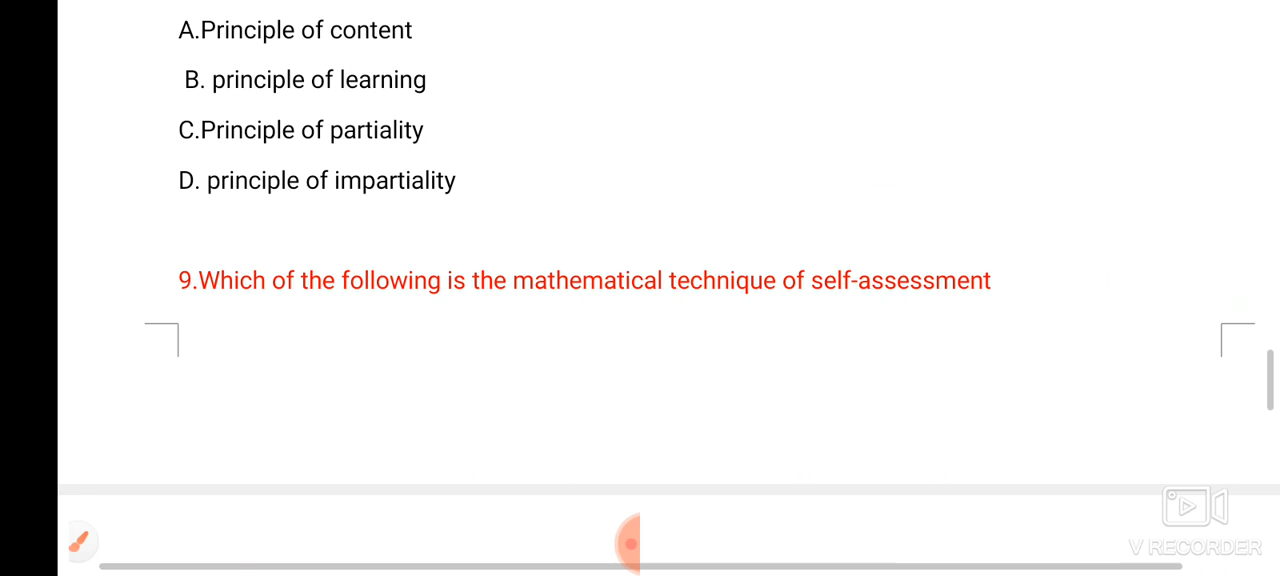 A.Principle of content
B. principle of learning
C.Principle of partiality
D. principle of impartiality
9.Which of the following is the mathematical technique of self-assessment
V RECORDER